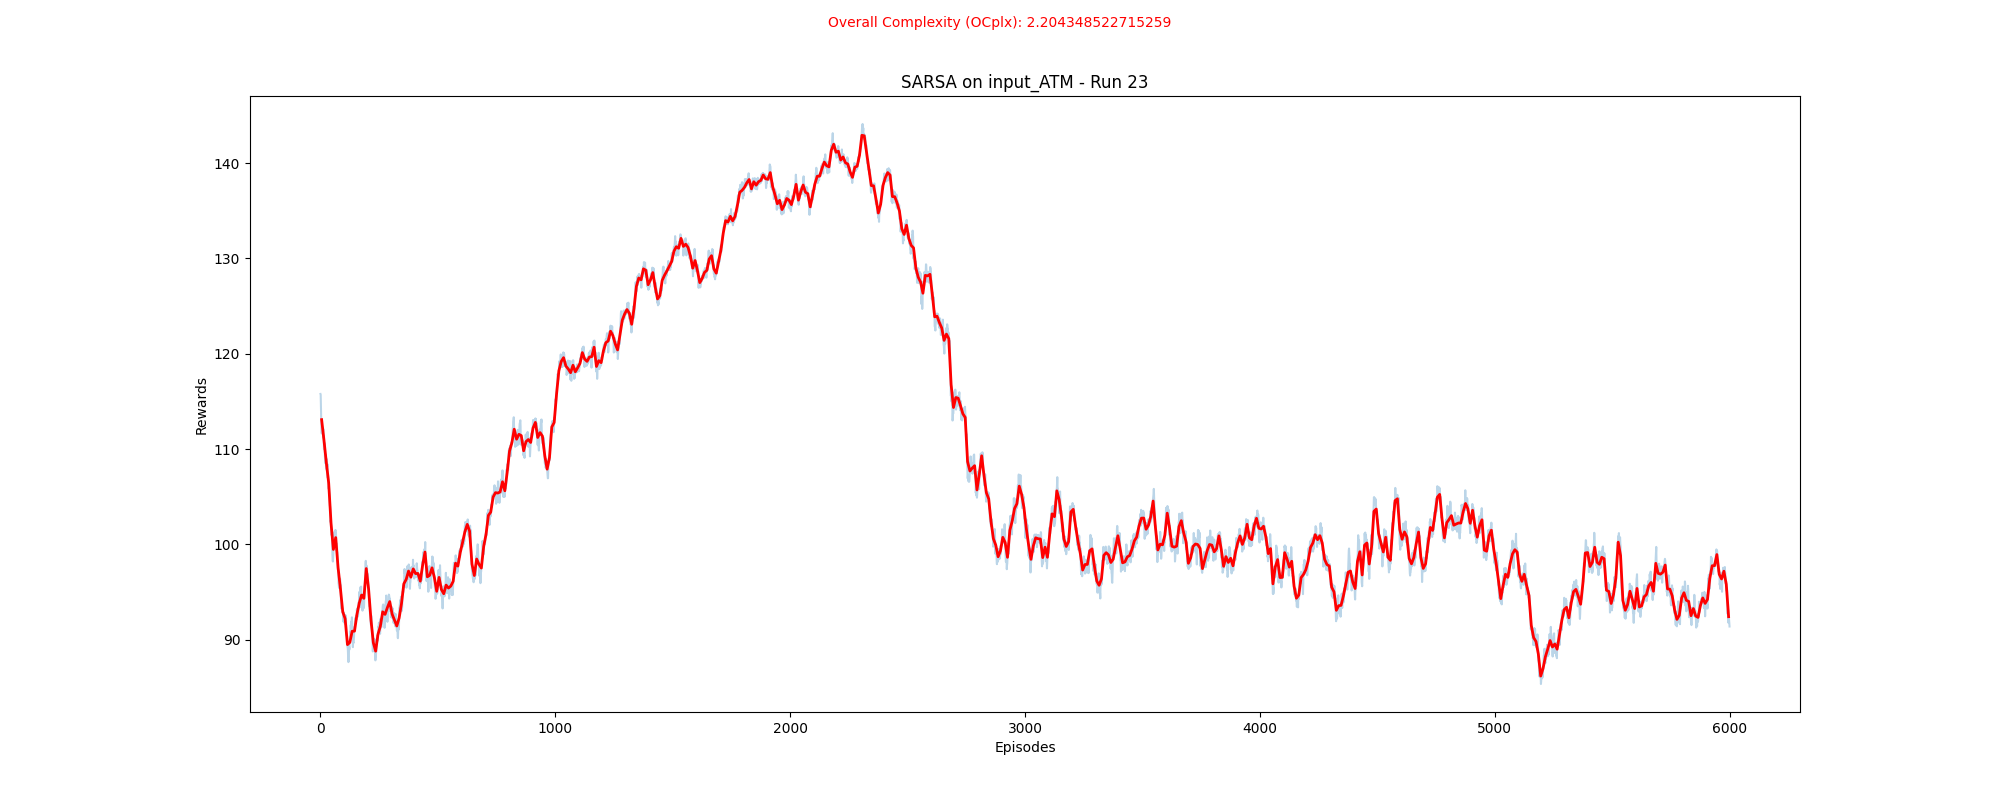 Overall Complexity (OCplx): 2.204348522715259
SARSA on input_ATM - Run 23
Rewards
140
130
120
110
100
90
0 1000 2000 3000 4000 5000 6000
Episodes